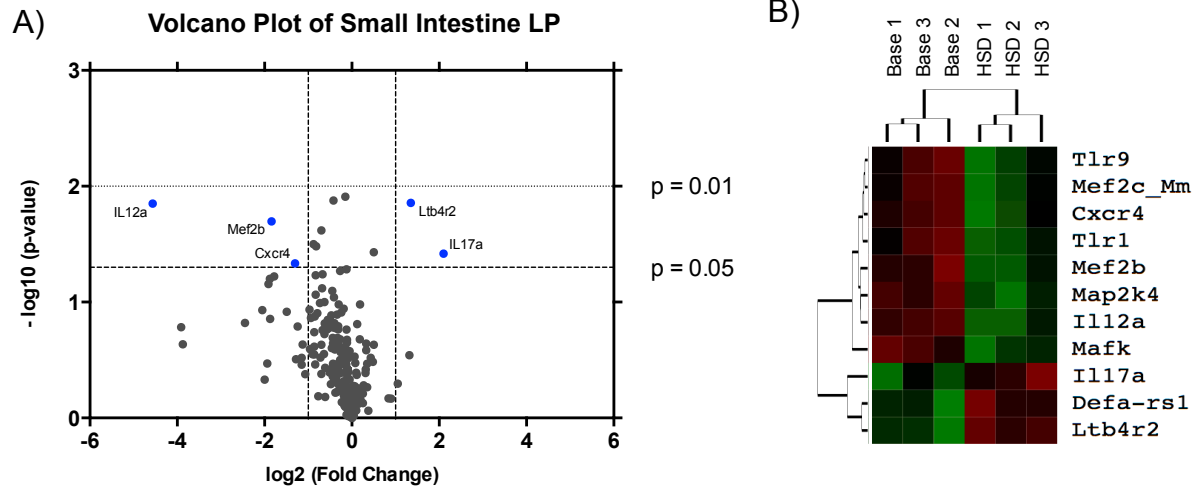 A)
Volcano Plot of Small Intestine LP
3
2
1
0
- log10 (p-value)
-6
-4
-2
0
2
4
6
log2 (Fold Change)
IL12a
Mef2b
Cxcr4
Ltb4r2
IL17a
p = 0.01
p = 0.05
B)
Base 1
Base 3
Base 2
HSD 1
HSD 2
HSD 3
Tlr9
Mef2c_Mm
Cxcr4
Tlr1
Mef2b
Map2k4
Il12a
Mafk
Il17a
Defa-rs1
Ltb4r2